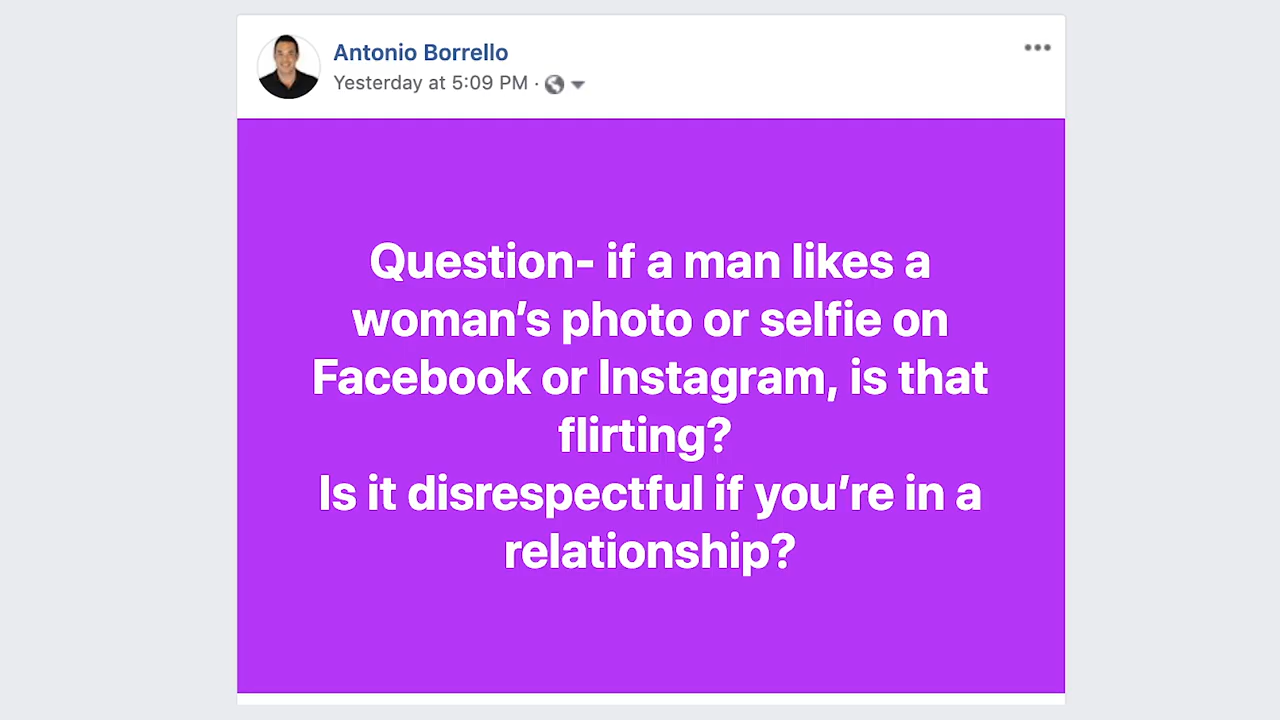 Antonio Borrello
Yesterday at 5:09 PM ·
Question- if a man likes a
woman’s photo or selfie on
Facebook or Instagram, is that
flirting?
Is it disrespectful if you’re in a
relationship?